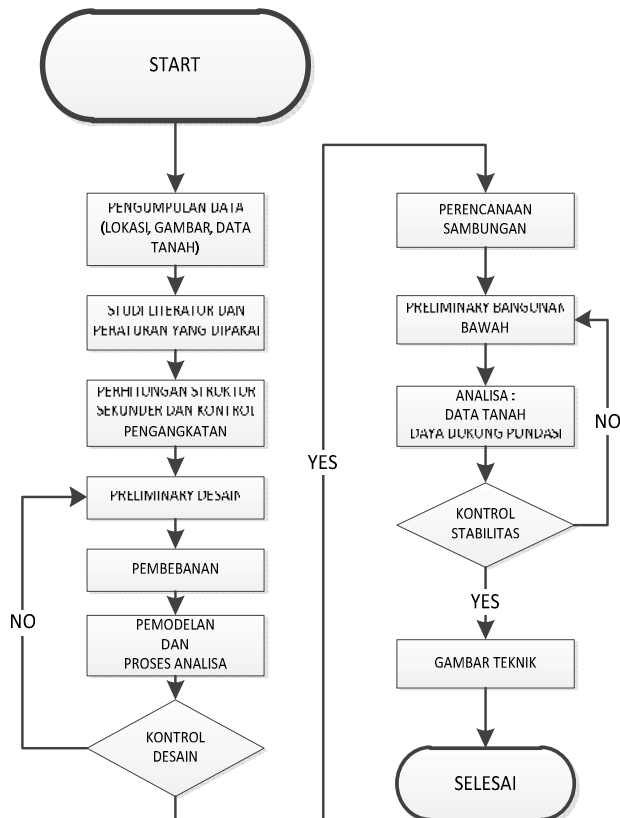 START
PENGUMPULAN DATA
(LOKASI, GAMBAR, DATA
TANAH)
STUDI LITERATUR DAN
PERATURAN YANG DIPAKAI
PERHITUNGAN STRUKTUR
SEKUNDER DAN KONTROL
PENGANGKATAN
PRELIMINARY DESAIN
PEMBEBANAN
PEMODELAN
DAN
PROSES ANALISA
KONTROL
DESAIN
NO
YES
PERENCANAAN
SAMBUNGAN
PRELIMINARY BANGUNAN
BAWAH
ANALISA :
DATA TANAH
DAYA DUKUNG PONDASI
KONTROL
STABILITAS
NO
YES
GAMBAR TEKNIK
SELESAI